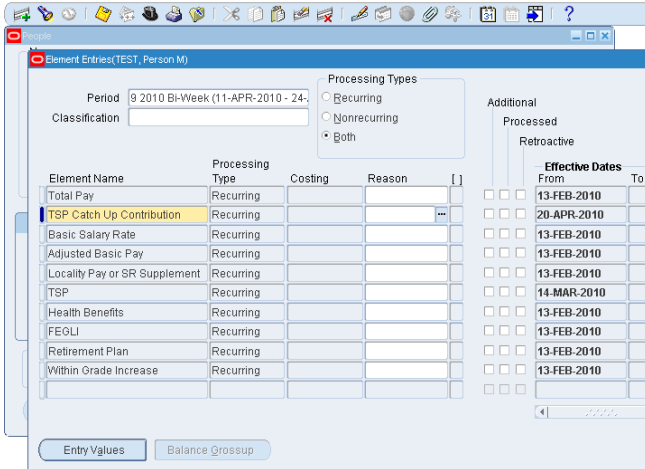 People
Element Entries(TEST, Person M)
Processing Types
Period 9 2010 Bi-Week (11-APR-2010 - 24-
Recurring
Additional
Classification
Nonrecurring
Processed
Both
Retroactive
Processing
Effective Dates
Element Name Type Costing Reason [ ] From To
Total Pay Recurring 13-FEB-2010
TSP Catch Up Contribution Recurring ... 20-APR-2010
Basic Salary Rate Recurring 13-FEB-2010
Adjusted Basic Pay Recurring 13-FEB-2010
Locality Pay or SR Supplement Recurring 13-FEB-2010
TSP Recurring 14-MAR-2010
Health Benefits Recurring 13-FEB-2010
FEGLI Recurring 13-FEB-2010
Retirement Plan Recurring 13-FEB-2010
Within Grade Increase Recurring 13-FEB-2010
Entry Values Balance Grossup